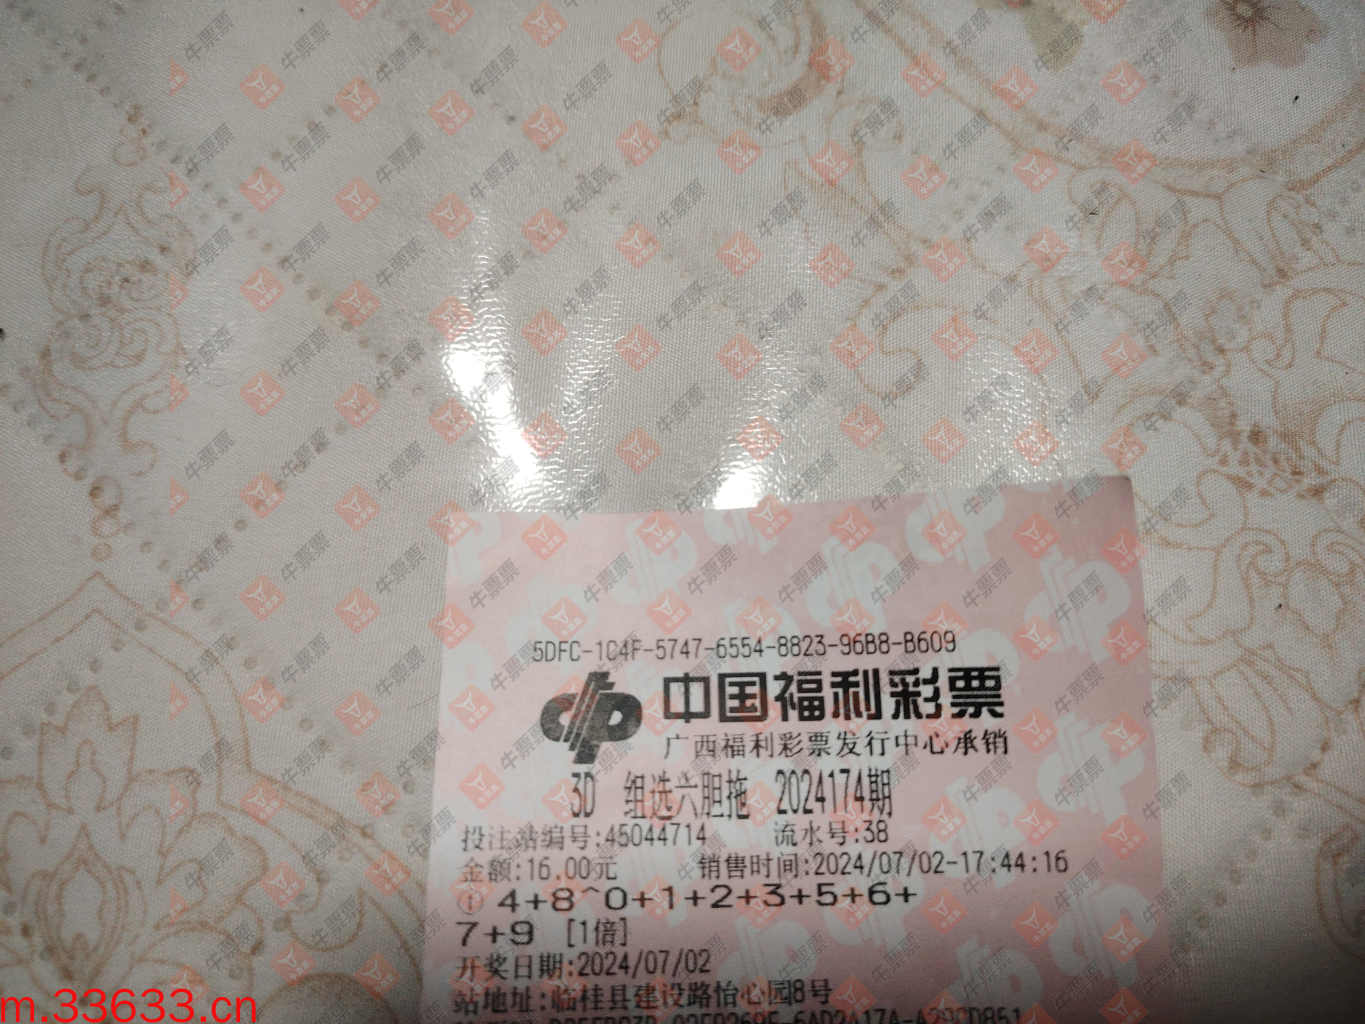 5DFC-1C4F-5747-6554-8823-96B8-B609
中国福利彩票
广西福利彩票发行中心承销
3D 组选六胆拖 2024174期
投注站编号:45044714 流水号:38
金额:16.00元 销售时间:2024/07/02-17:44:16
① 4+8^0+1+2+3+5+6+
7+9 [1倍]
开奖日期:2024/07/02
站地址:临桂县建设路怡心园8号
m.33633.cn
牛票票